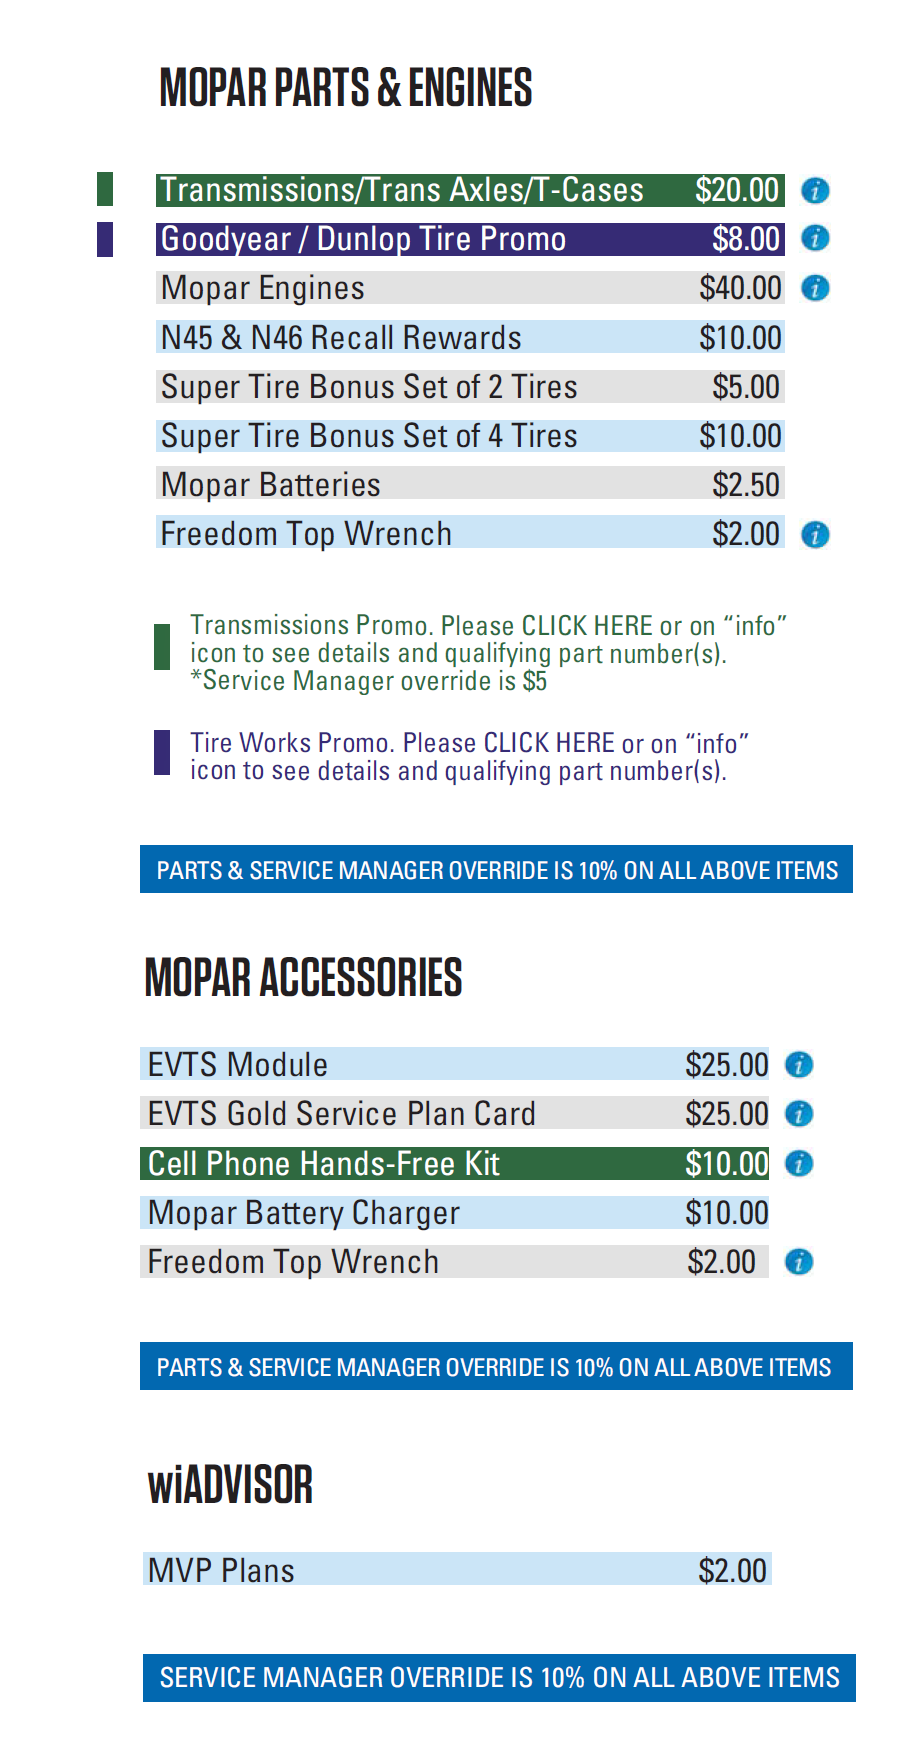 MOPAR PARTS & ENGINES
Transmissions/Trans Axles/T-Cases $20.00 i
Goodyear / Dunlop Tire Promo $8.00 i
Mopar Engines $40.00 i
N45 & N46 Recall Rewards $10.00
Super Tire Bonus Set of 2 Tires $5.00
Super Tire Bonus Set of 4 Tires $10.00
Mopar Batteries $2.50
Freedom Top Wrench $2.00 i
Transmissions Promo. Please CLICK HERE or on “info”
icon to see details and qualifying part number(s).
*Service Manager override is $5
Tire Works Promo. Please CLICK HERE or on “info”
icon to see details and qualifying part number(s).
PARTS & SERVICE MANAGER OVERRIDE IS 10% ON ALL ABOVE ITEMS
MOPAR ACCESSORIES
EVTS Module $25.00 i
EVTS Gold Service Plan Card $25.00 i
Cell Phone Hands-Free Kit $10.00 i
Mopar Battery Charger $10.00
Freedom Top Wrench $2.00 i
PARTS & SERVICE MANAGER OVERRIDE IS 10% ON ALL ABOVE ITEMS
wiADVISOR
MVP Plans $2.00
SERVICE MANAGER OVERRIDE IS 10% ON ALL ABOVE ITEMS